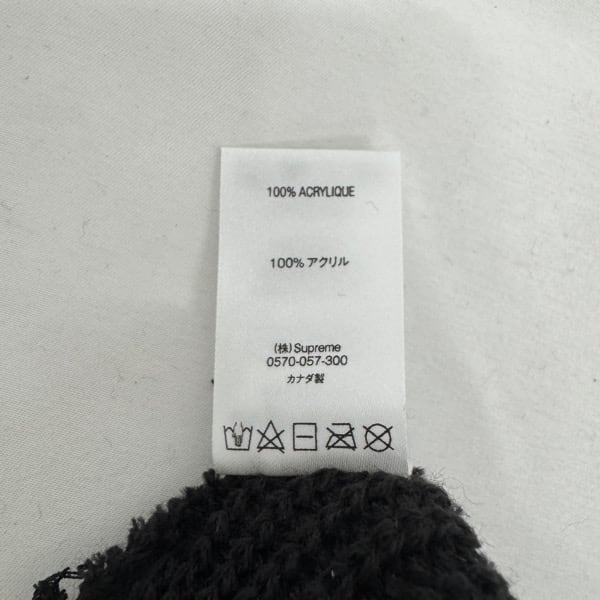 100% ACRYLIQUE
100% アクリル
(株) Supreme
0570-057-300
カナダ製